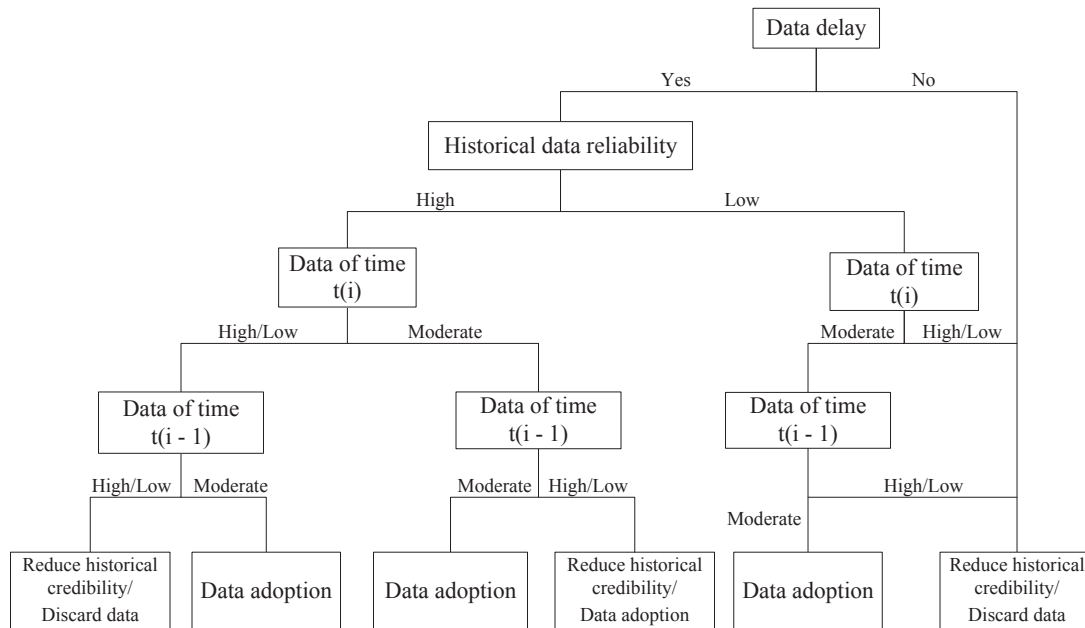 Data delay
Yes
No
Historical data reliability
High
Low
Data of time
t(i)
Data of time
t(i)
High/Low
Moderate
Moderate
High/Low
Data of time
t(i - 1)
Data of time
t(i - 1)
Data of time
t(i - 1)
High/Low
Moderate
Moderate
High/Low
High/Low
Moderate
Reduce historical
credibility/
Discard data
Data adoption
Data adoption
Reduce historical
credibility/
Data adoption
Data adoption
Reduce historical
credibility/
Discard data